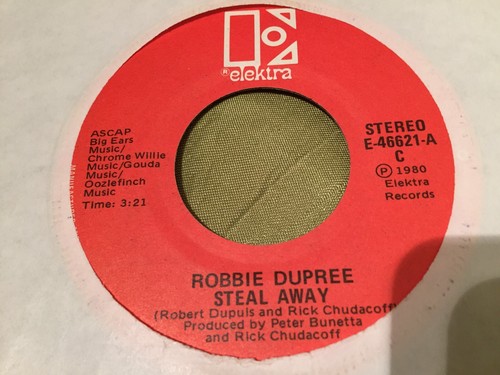 ® elektra
ASCAP
Big Ears
Music/
Chrome Willie
Music/Gouda
Music/
Oozlefinch
Music
Time: 3:21
STEREO
E-46621-A
C
℗ 1980
Elektra
Records
ROBBIE DUPREE
STEAL AWAY
(Robert Dupuis and Rick Chudacoff)
Produced by Peter Bunetta
and Rick Chudacoff